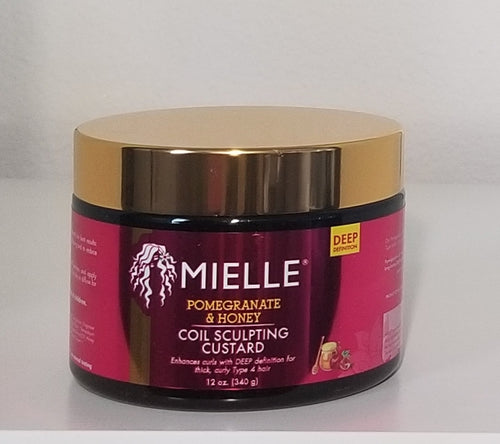 MIELLE®
POMEGRANATE
& HONEY
COIL SCULPTING
CUSTARD
Enhances curls with DEEP definition for
thick, curly Type 4 hair
12 oz. (340 g)
DEEP
DEFINITION